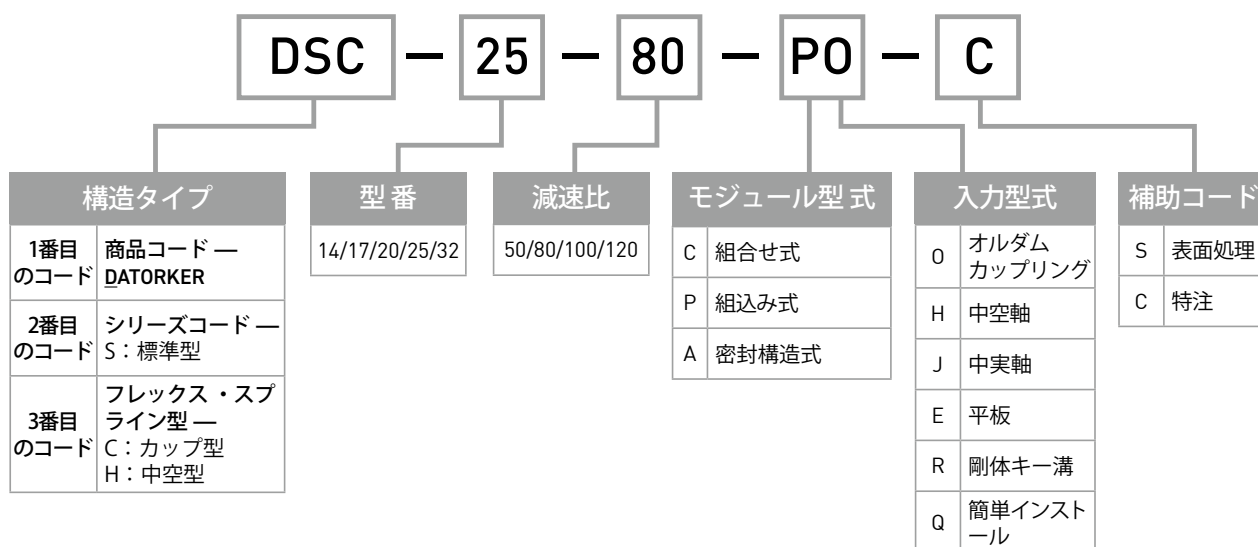 DSC — 25 — 80 — PO — C
構造タイプ
1番目
のコード
商品コード —
DATORKER
2番目
のコード
シリーズコード —
S：標準型
3番目
のコード
フレックス・スプ
ライン型 —
C：カップ型
H：中空型
型番
14/17/20/25/32
減速比
50/80/100/120
モジュール型式
C 組合せ式
P 組込み式
A 密封構造式
入力型式
O オルダム
カップリング
H 中空軸
J 中実軸
E 平板
R 剛体キー溝
Q 簡単インスト
ール
補助コード
S 表面処理
C 特注